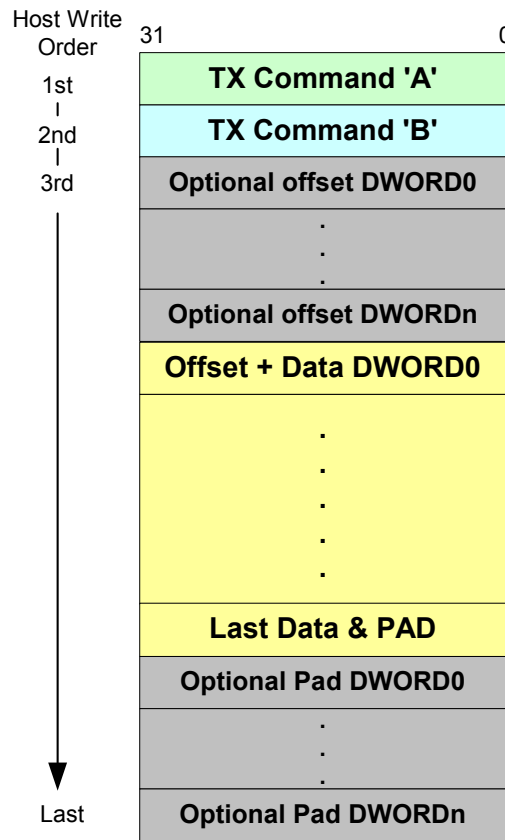 Host Write
Order
31
0
1st
2nd
3rd
Last
TX Command 'A'
TX Command 'B'
Optional offset DWORD0
.
.
.
Optional offset DWORDn
Offset + Data DWORD0
.
.
.
.
.
Last Data & PAD
Optional Pad DWORD0
.
.
.
Optional Pad DWORDn